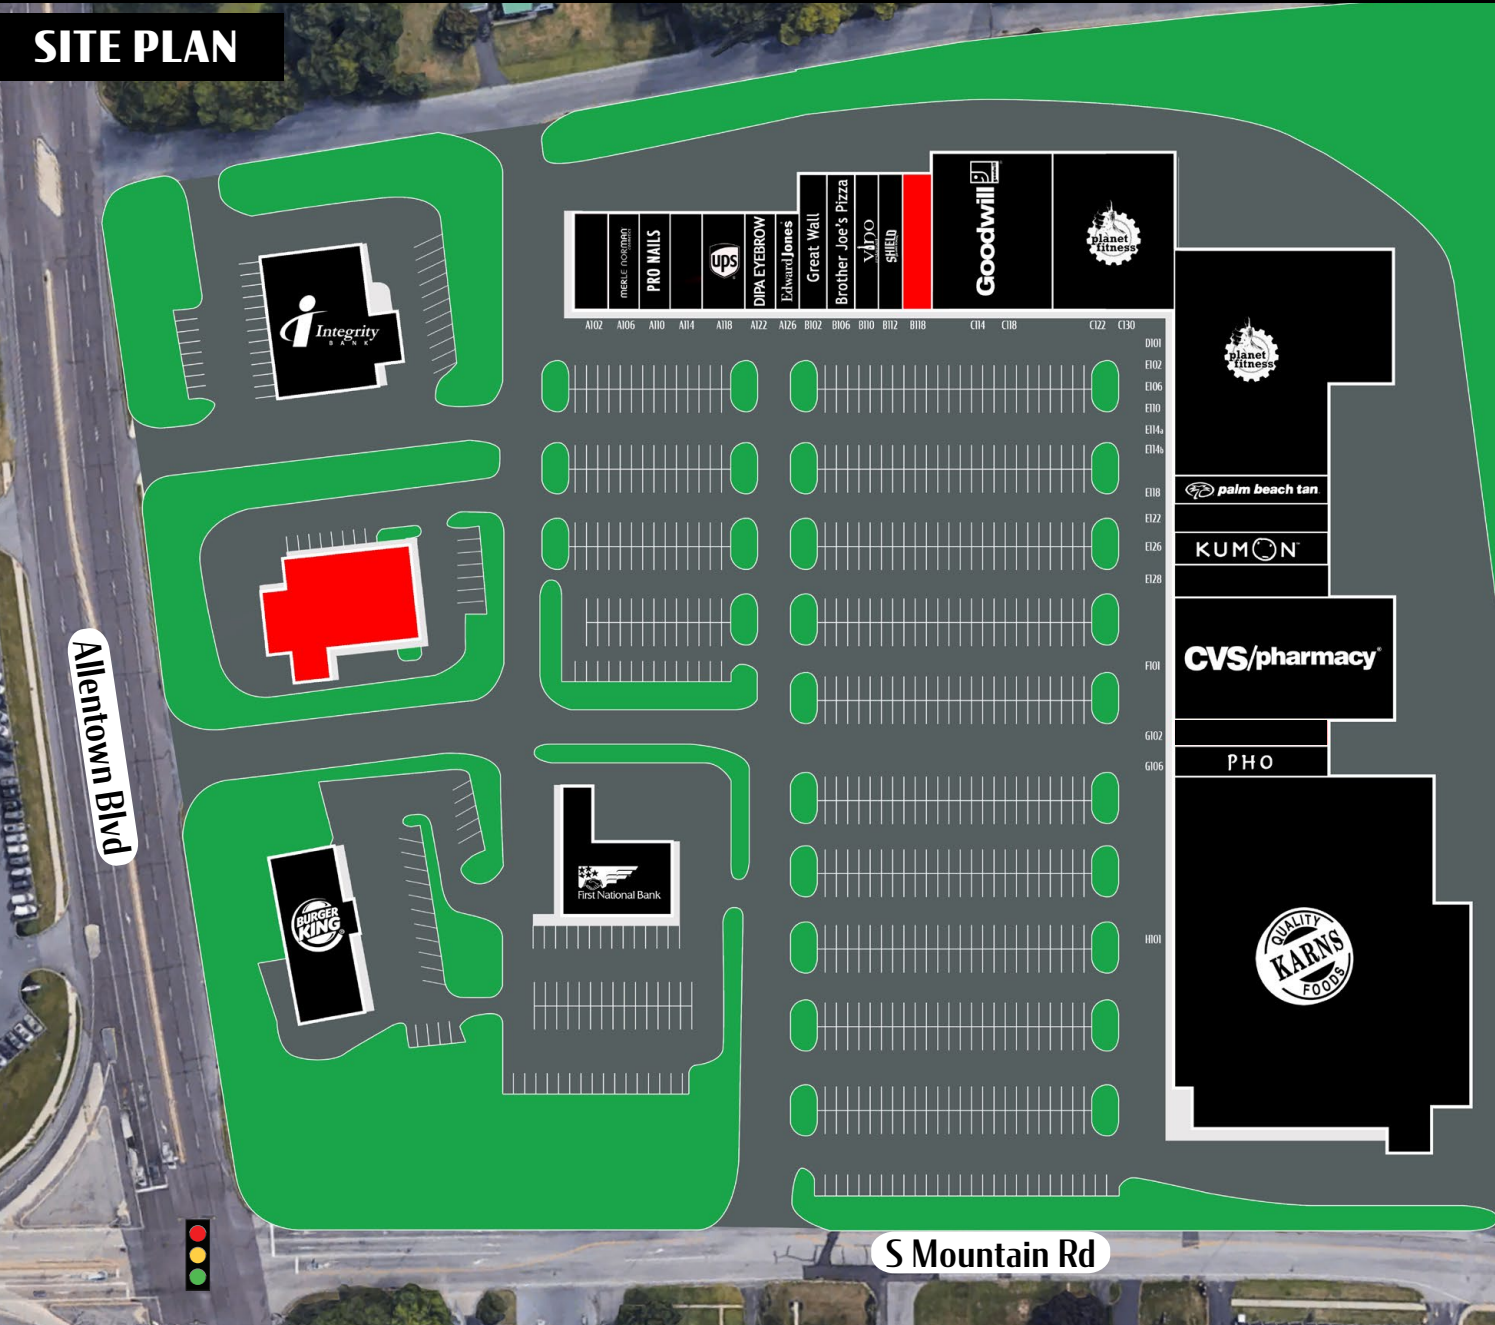 SITE PLAN
MERLE NORMAN
PRO NAILS
ups
DIPA EYEBROW
Edward Jones
Great Wall
Brother Joe's Pizza
vino
SHIELD
Goodwill
planet
fitness
A102 A106 A110 A114 A118 A122 A126 B102 B106 B110 B112 B118 C114 C118 C122 C130
Integrity
BANK
D101
E102
E106
E110
E114a
E114b
E118
E122
E126
E128
F101
G102
G106
H101
planet
fitness
palm beach tan
KUMON
CVS/pharmacy
PHO
QUALITY
KARNS
FOODS
Allentown Blvd
First National Bank
BURGER
KING
S Mountain Rd